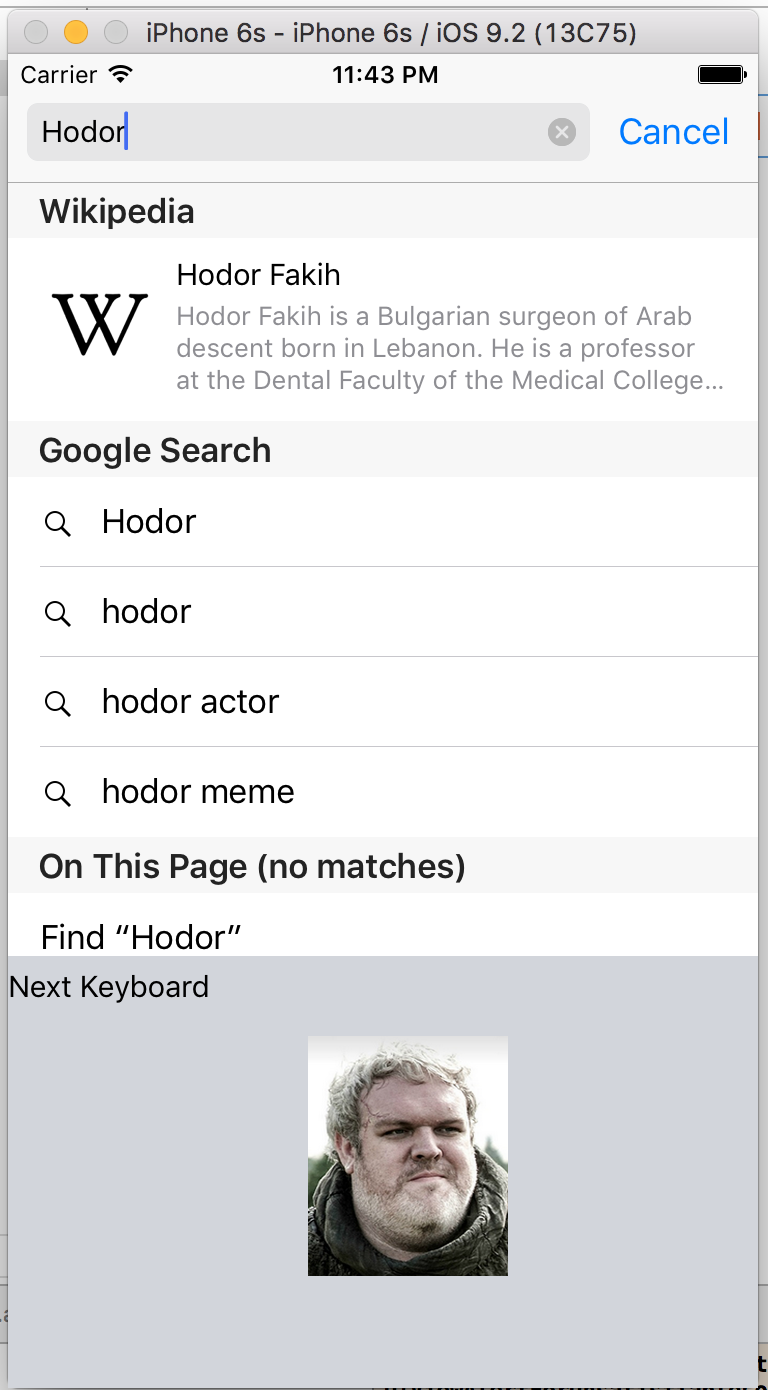 iPhone 6s - iPhone 6s / iOS 9.2 (13C75)
Carrier 11:43 PM
Hodor Cancel
Wikipedia
W
Hodor Fakih
Hodor Fakih is a Bulgarian surgeon of Arab
descent born in Lebanon. He is a professor
at the Dental Faculty of the Medical College...
Google Search
Hodor
hodor
hodor actor
hodor meme
On This Page (no matches)
Find “Hodor”
Next Keyboard